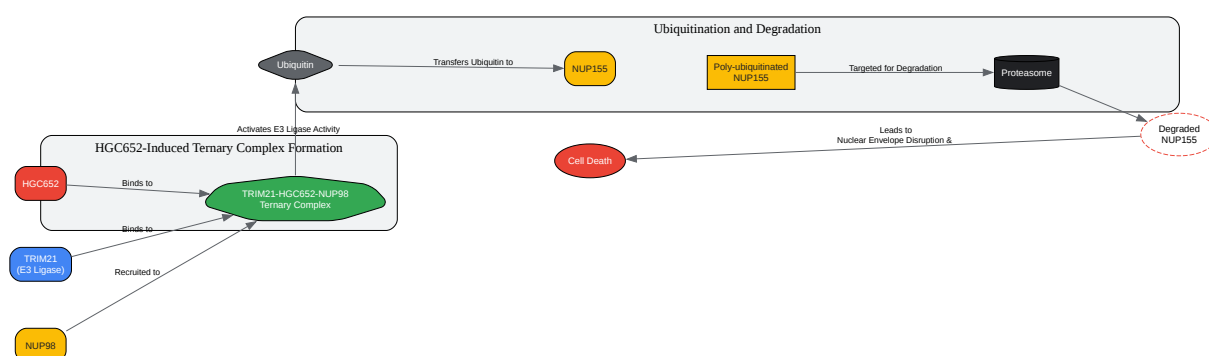 Ubiquitination and Degradation
Ubiquitin
Transfers Ubiquitin to
NUP155
Poly-ubiquitinated
NUP155
Targeted for Degradation
Proteasome
Activates E3 Ligase Activity
Leads to
Nuclear Envelope Disruption &
Degraded
NUP155
Cell Death
HGC652-Induced Ternary Complex Formation
HGC652
Binds to
TRIM21-HGC652-NUP98
Ternary Complex
Binds to
TRIM21
(E3 Ligase)
Recruited to
NUP98